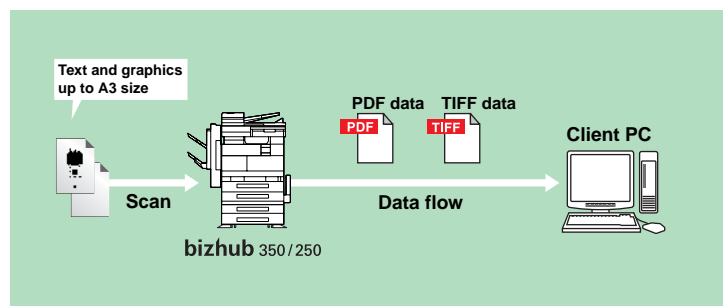 Text and graphics
up to A3 size
PDF data
TIFF data
PDF
TIFF
Client PC
Scan
Data flow
bizhub 350/250